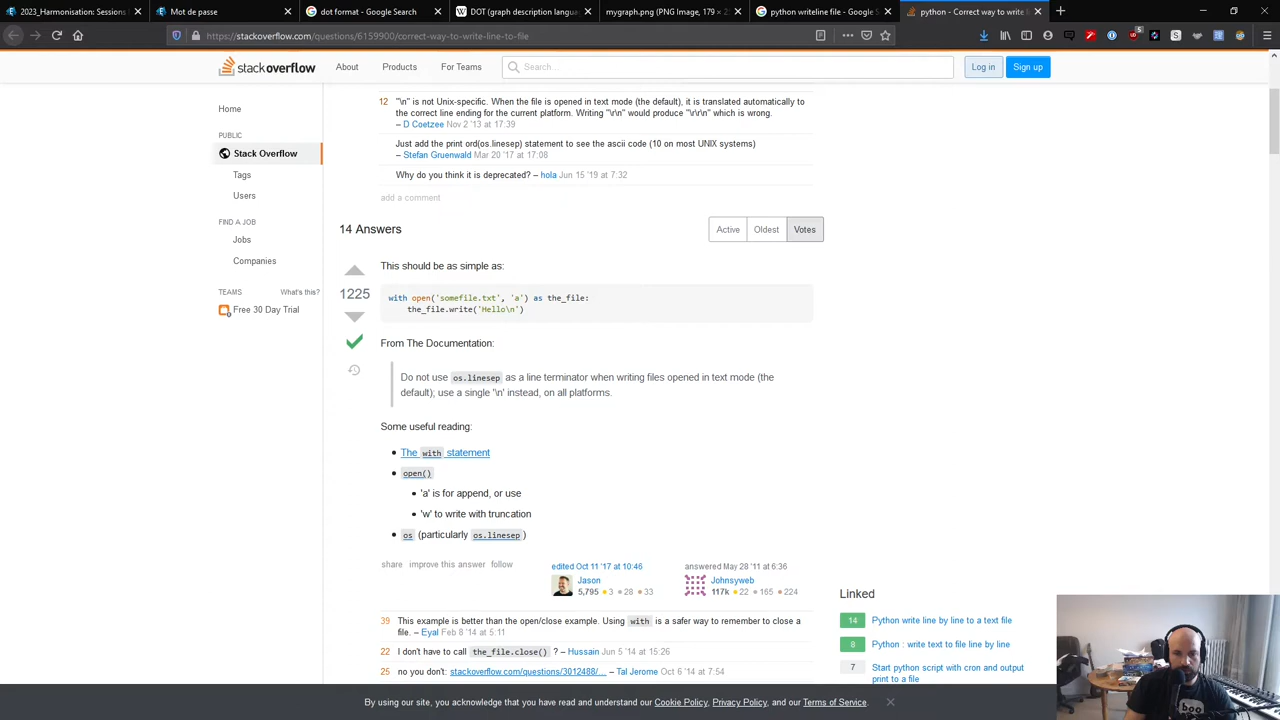 2023_Harmonisation: Sessions
Mot de passe
dot format - Google Search
DOT (graph description langu
mygraph.png (PNG Image, 179 × 2
python writeline file - Google S
python - Correct way to write l
https://stackoverflow.com/questions/6159900/correct-way-to-write-line-to-file
stackoverflow
About
Products
For Teams
Search...
Log in
Sign up
Home
PUBLIC
Stack Overflow
Tags
Users
FIND A JOB
Jobs
Companies
TEAMS
What's this?
Free 30 Day Trial
12
"\n" is not Unix-specific. When the file is opened in text mode (the default), it is translated automatically to
the correct line ending for the current platform. Writing "\r\n" would produce "\r\r\n" which is wrong.
– D Coetzee Nov 2 '13 at 17:39
Just add the print ord(os.linesep) statement to see the ascii code (10 on most UNIX systems)
– Stefan Gruenwald Mar 20 '17 at 17:08
Why do you think it is deprecated? – hola Jun 15 '19 at 7:32
add a comment
14 Answers
Active
Oldest
Votes
This should be as simple as:
1225
with open('somefile.txt', 'a') as the_file:
the_file.write('Hello\n')
From The Documentation:
Do not use os.linesep as a line terminator when writing files opened in text mode (the
default); use a single '\n' instead, on all platforms.
Some useful reading:
The with statement
open()
'a' is for append, or use
'w' to write with truncation
os (particularly os.linesep)
share improve this answer follow
edited Oct 11 '17 at 10:46
Jason
5,795 3 28 33
answered May 28 '11 at 6:36
Johnsyweb
117k 22 165 224
39 This example is better than the open/close example. Using with is a safer way to remember to close a
file. – Eyal Feb 8 '14 at 5:11
22 I don't have to call the_file.close() ? – Hussain Jun 5 '14 at 15:26
25 no you don't: stackoverflow.com/questions/3012488/... – Tal Jerome Oct 6 '14 at 7:54
Linked
14 Python write line by line to a text file
8 Python : write text to file line by line
7 Start python script with cron and output
print to a file
By using our site, you acknowledge that you have read and understand our Cookie Policy, Privacy Policy, and our Terms of Service.